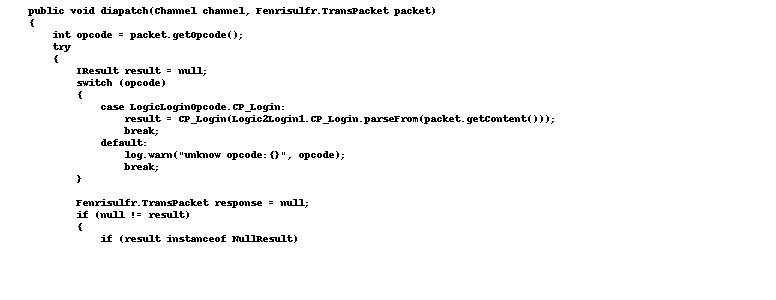 public void diapatch(Channel channel, Fenrisulfr.TransPacket packet)
{
int opcode = packet.getOpcode();
try
{
IResult result = null;
switch (opcode)
{
case LogicLoginOpcode.CP_Login:
result = CP_Login(Logic2Login1.CP_Login.parseFrom(packet.getContent()));
break;
default:
log.warn("unknow opcode:{}", opcode);
break;
}
Fenrisulfr.TransPacket response = null;
if (null != result)
{
if (result instanceof NullResult)